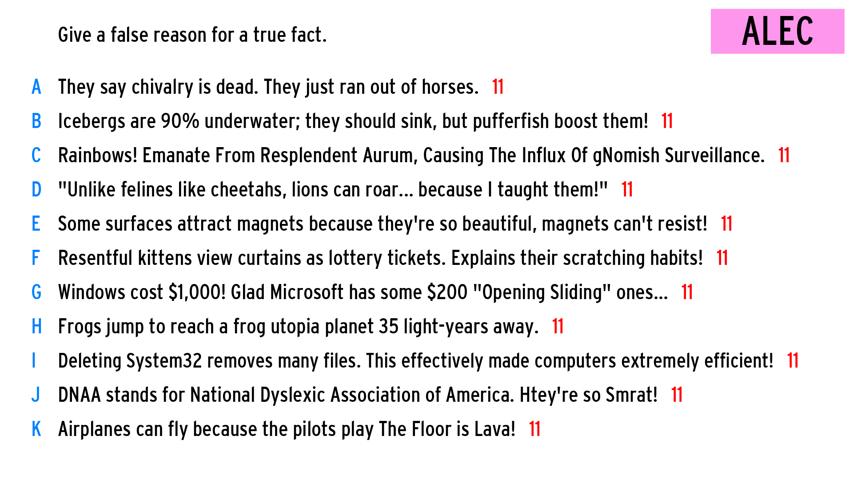 Give a false reason for a true fact.
ALEC
A They say chivalry is dead. They just ran out of horses. 11
B Icebergs are 90% underwater; they should sink, but pufferfish boost them! 11
C Rainbows! Emanate From Resplendent Aurum, Causing The Influx Of gNomish Surveillance. 11
D "Unlike felines like cheetahs, lions can roar... because I taught them!" 11
E Some surfaces attract magnets because they're so beautiful, magnets can't resist! 11
F Resentful kittens view curtains as lottery tickets. Explains their scratching habits! 11
G Windows cost $1,000! Glad Microsoft has some $200 "Opening Sliding" ones... 11
H Frogs jump to reach a frog utopia planet 35 light-years away. 11
I Deleting System32 removes many files. This effectively made computers extremely efficient! 11
J DNAA stands for National Dyslexic Association of America. Htey're so Smrat! 11
K Airplanes can fly because the pilots play The Floor is Lava! 11